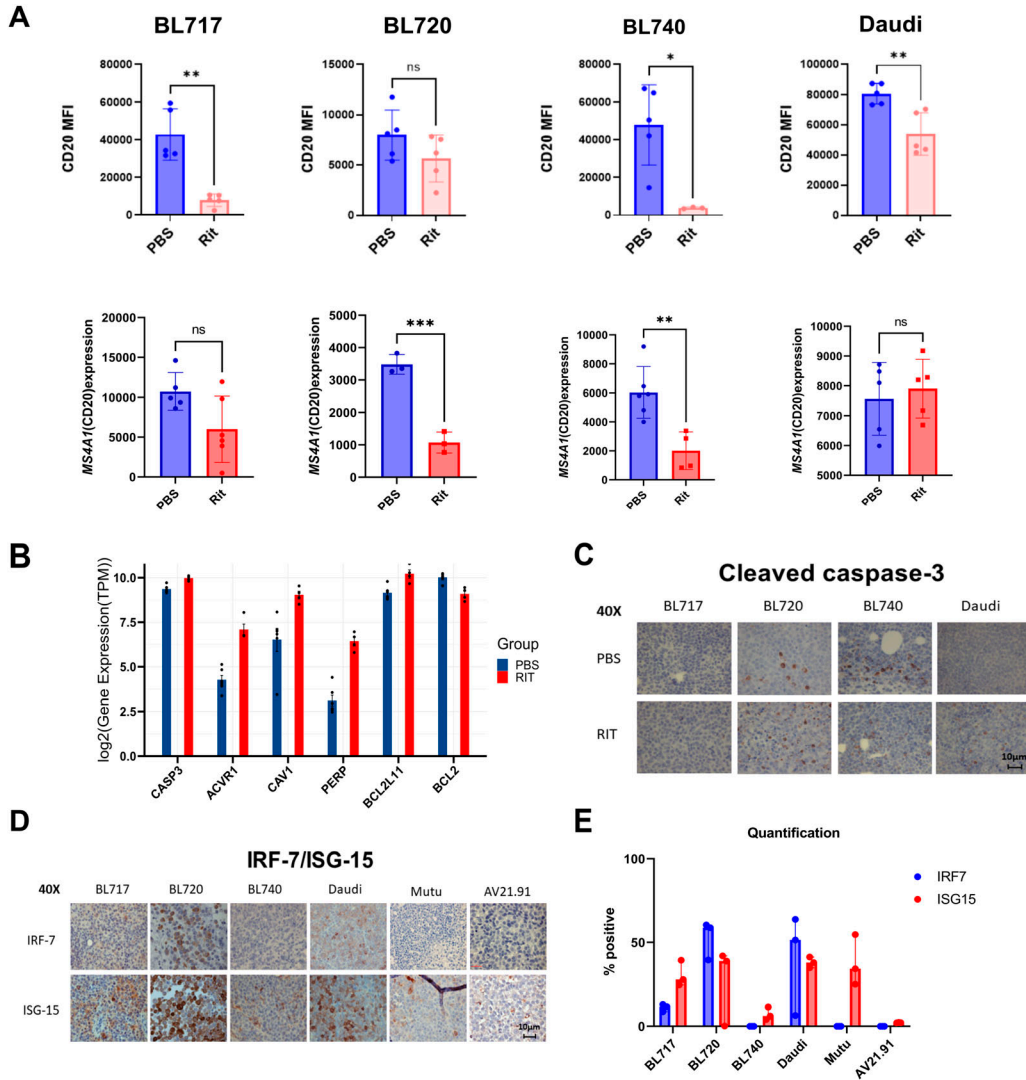 A
BL717
BL720
BL740
Daudi
CD20 MFI
80000
60000
40000
20000
0
**
PBS
Rit
CD20 MFI
15000
10000
5000
0
ns
PBS
Rit
CD20 MFI
80000
60000
40000
20000
0
*
PBS
Rit
CD20 MFI
100000
80000
60000
40000
20000
0
**
PBS
Rit
MS4A1(CD20)expression
20000
15000
10000
5000
0
ns
PBS
Rit
MS4A1(CD20)expression
4000
3000
2000
1000
0
***
PBS
Rit
MS4A1(CD20)expression
10000
8000
6000
4000
2000
0
**
PBS
Rit
MS4A1(CD20)expression
10000
9000
8000
7000
6000
5000
ns
PBS
Rit
B
log2(Gene Expression(TPM))
10.0
7.5
5.0
2.5
0.0
CASP3
ACVR1
CAV1
PERP
BCL2L11
BCL2
Group
PBS
RIT
C
Cleaved caspase-3
40X
BL717
BL720
BL740
Daudi
PBS
RIT
10μm
D
IRF-7/ISG-15
40X
BL717
BL720
BL740
Daudi
Mutu
AV21.91
IRF-7
ISG-15
10μm
E
Quantification
% positive
100
50
0
IRF7
ISG15
BL717
BL720
BL740
Daudi
Mutu
AV21.91